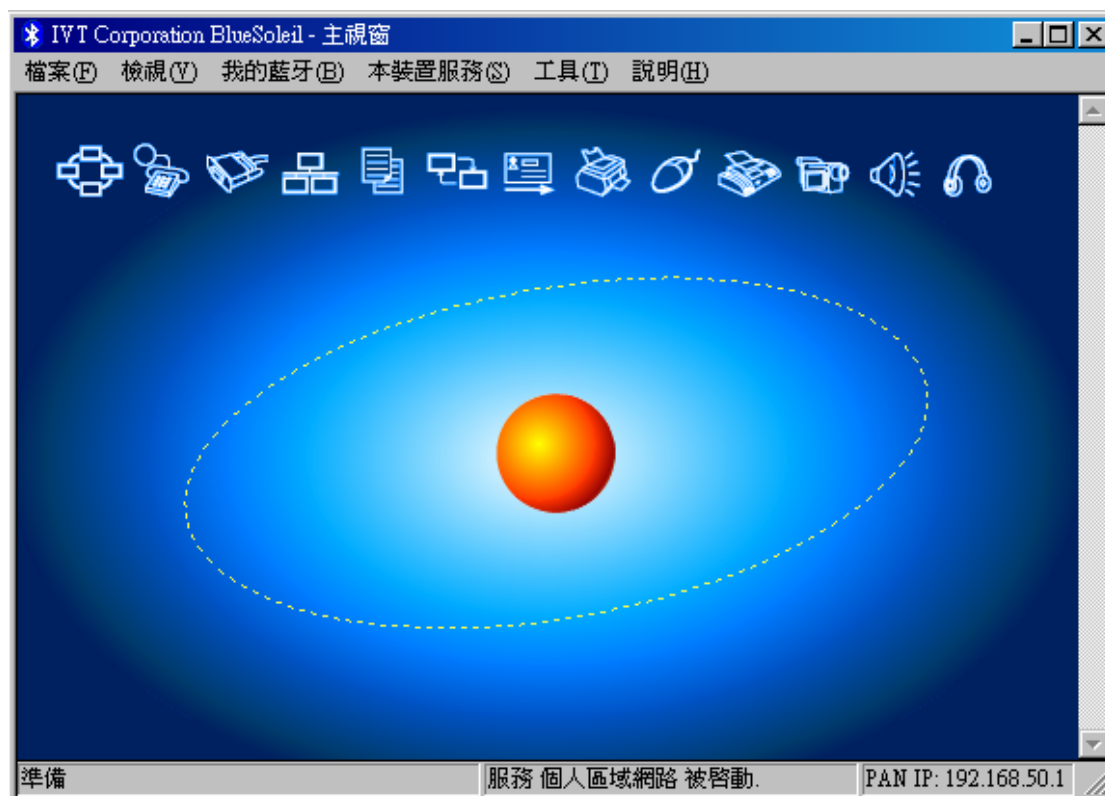 IVT Corporation BlueSoleil - 主視窗
檔案(F) 檢視(V) 我的藍牙(B) 本裝置服務(S) 工具(T) 說明(H)
準備 服務 個人區域網路 被啓動. PAN IP: 192.168.50.1